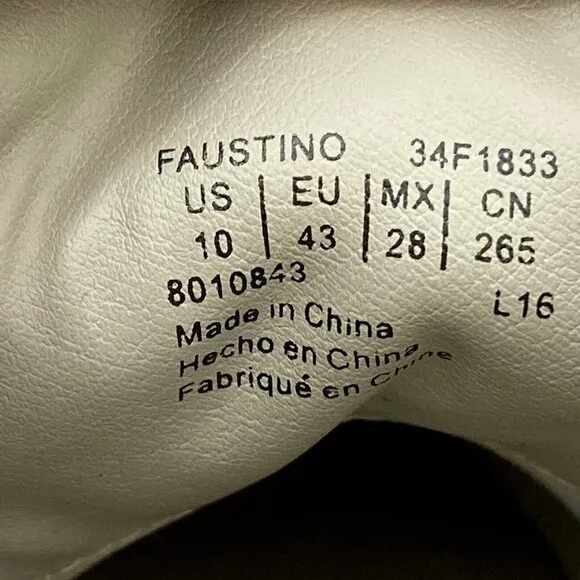 FAUSTINO 34F1833
US | EU | MX | CN
10 | 43 | 28 | 265
8010843
L16
Made in China
Hecho en China
Fabriqué en Chine